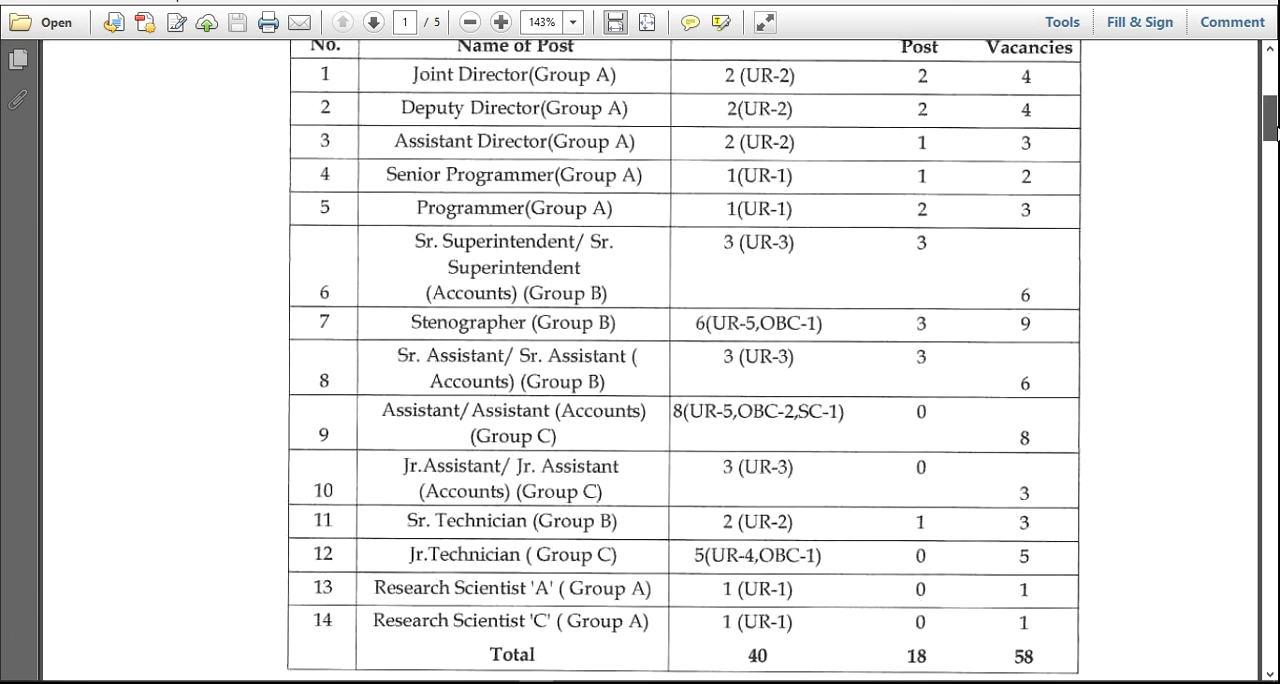 Open
1 / 5
143%
Tools
Fill & Sign
Comment
No. Name of Post Post Vacancies
1 Joint Director(Group A) 2 (UR-2) 2 4
2 Deputy Director(Group A) 2(UR-2) 2 4
3 Assistant Director(Group A) 2 (UR-2) 1 3
4 Senior Programmer(Group A) 1(UR-1) 1 2
5 Programmer(Group A) 1(UR-1) 2 3
Sr. Superintendent/ Sr. 3 (UR-3) 3
Superintendent
6 (Accounts) (Group B) 6
7 Stenographer (Group B) 6(UR-5,OBC-1) 3 9
Sr. Assistant/ Sr. Assistant ( 3 (UR-3) 3
8 Accounts) (Group B) 6
Assistant/Assistant (Accounts) 8(UR-5,OBC-2,SC-1) 0
9 (Group C) 8
Jr.Assistant/ Jr. Assistant 3 (UR-3) 0
10 (Accounts) (Group C) 3
11 Sr. Technician (Group B) 2 (UR-2) 1 3
12 Jr.Technician ( Group C) 5(UR-4,OBC-1) 0 5
13 Research Scientist 'A' ( Group A) 1 (UR-1) 0 1
14 Research Scientist 'C' ( Group A) 1 (UR-1) 0 1
Total 40 18 58